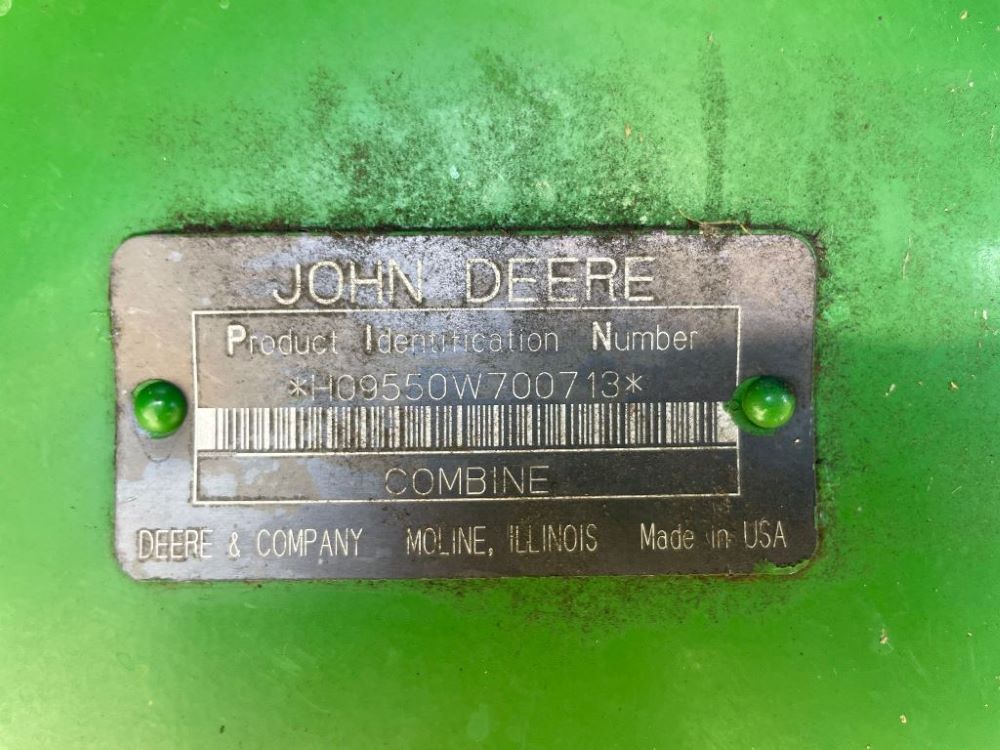 JOHN DEERE
Product Identification Number
*H09550W700713*
COMBINE
DEERE & COMPANY MOLINE, ILLINOIS Made in USA